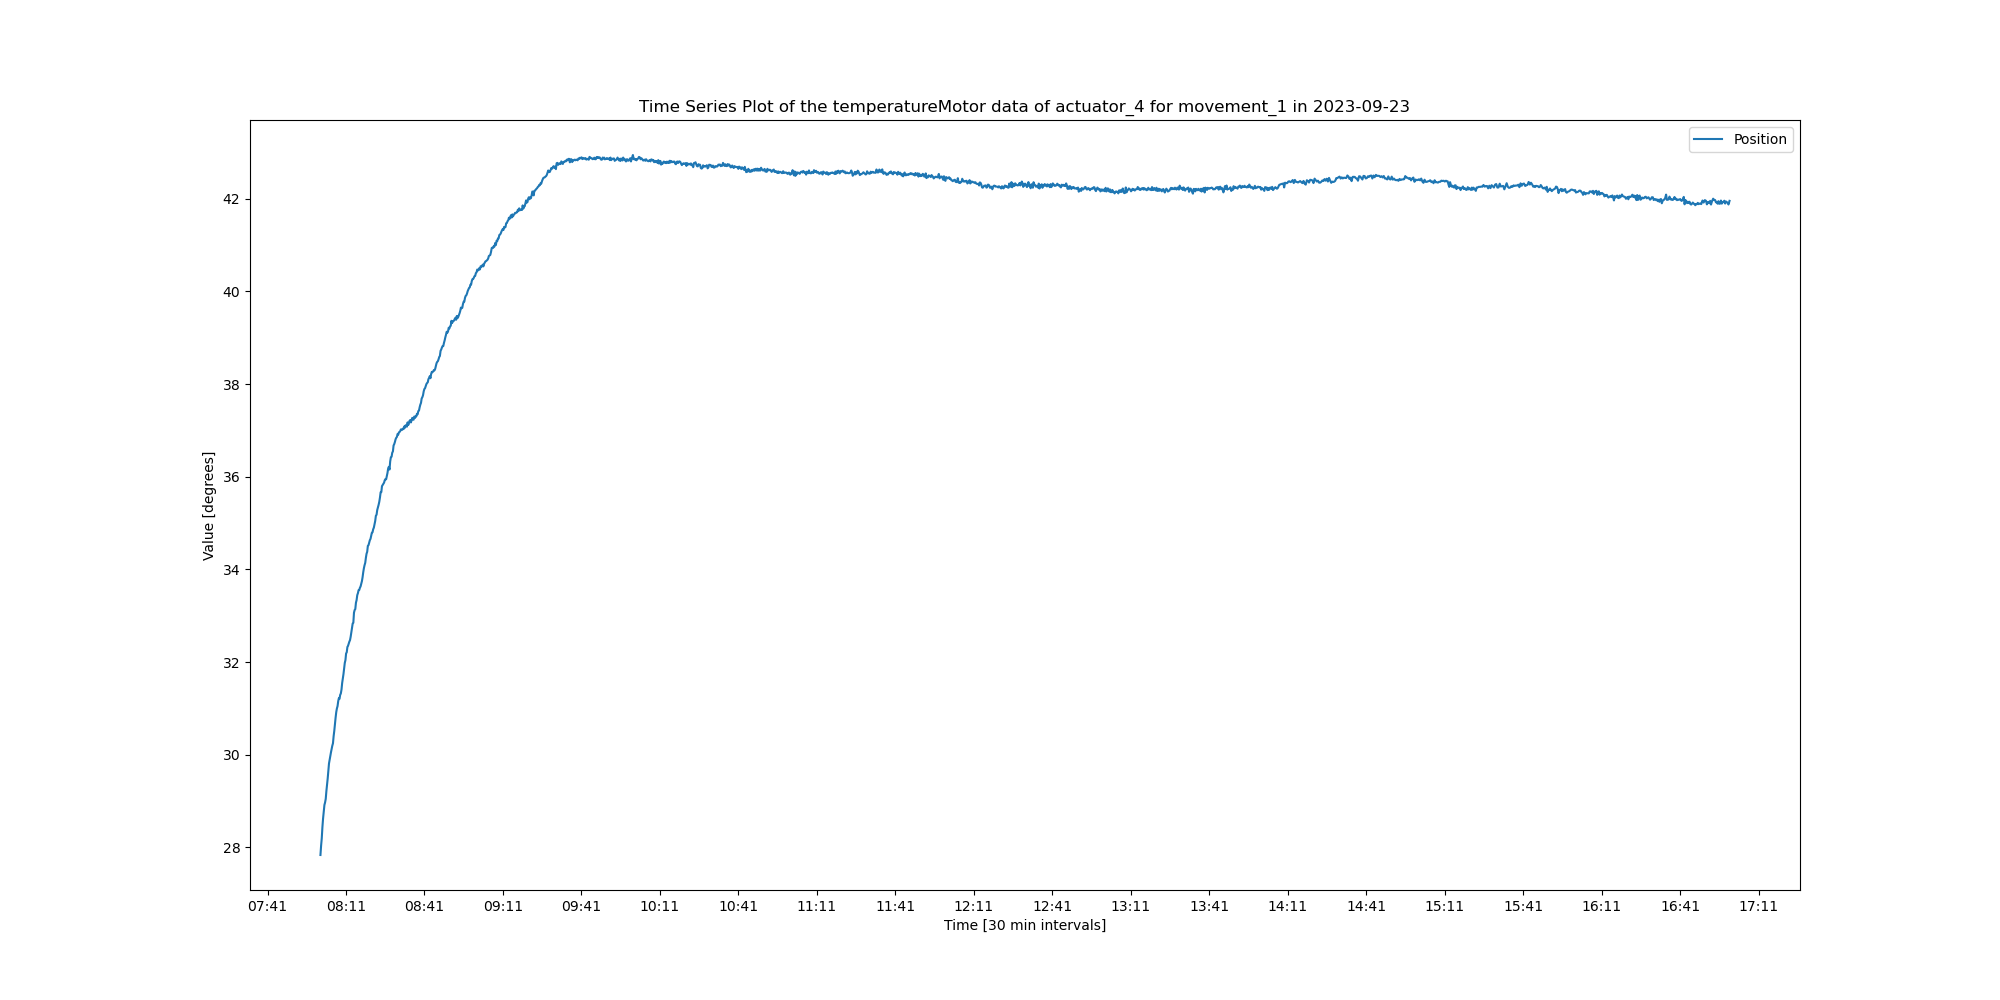 Time Series Plot of the temperatureMotor data of actuator_4 for movement_1 in 2023-09-23
Position
Value [degrees]
42
40
38
36
34
32
30
28
07:41 08:11 08:41 09:11 09:41 10:11 10:41 11:11 11:41 12:11 12:41 13:11 13:41 14:11 14:41 15:11 15:41 16:11 16:41 17:11
Time [30 min intervals]